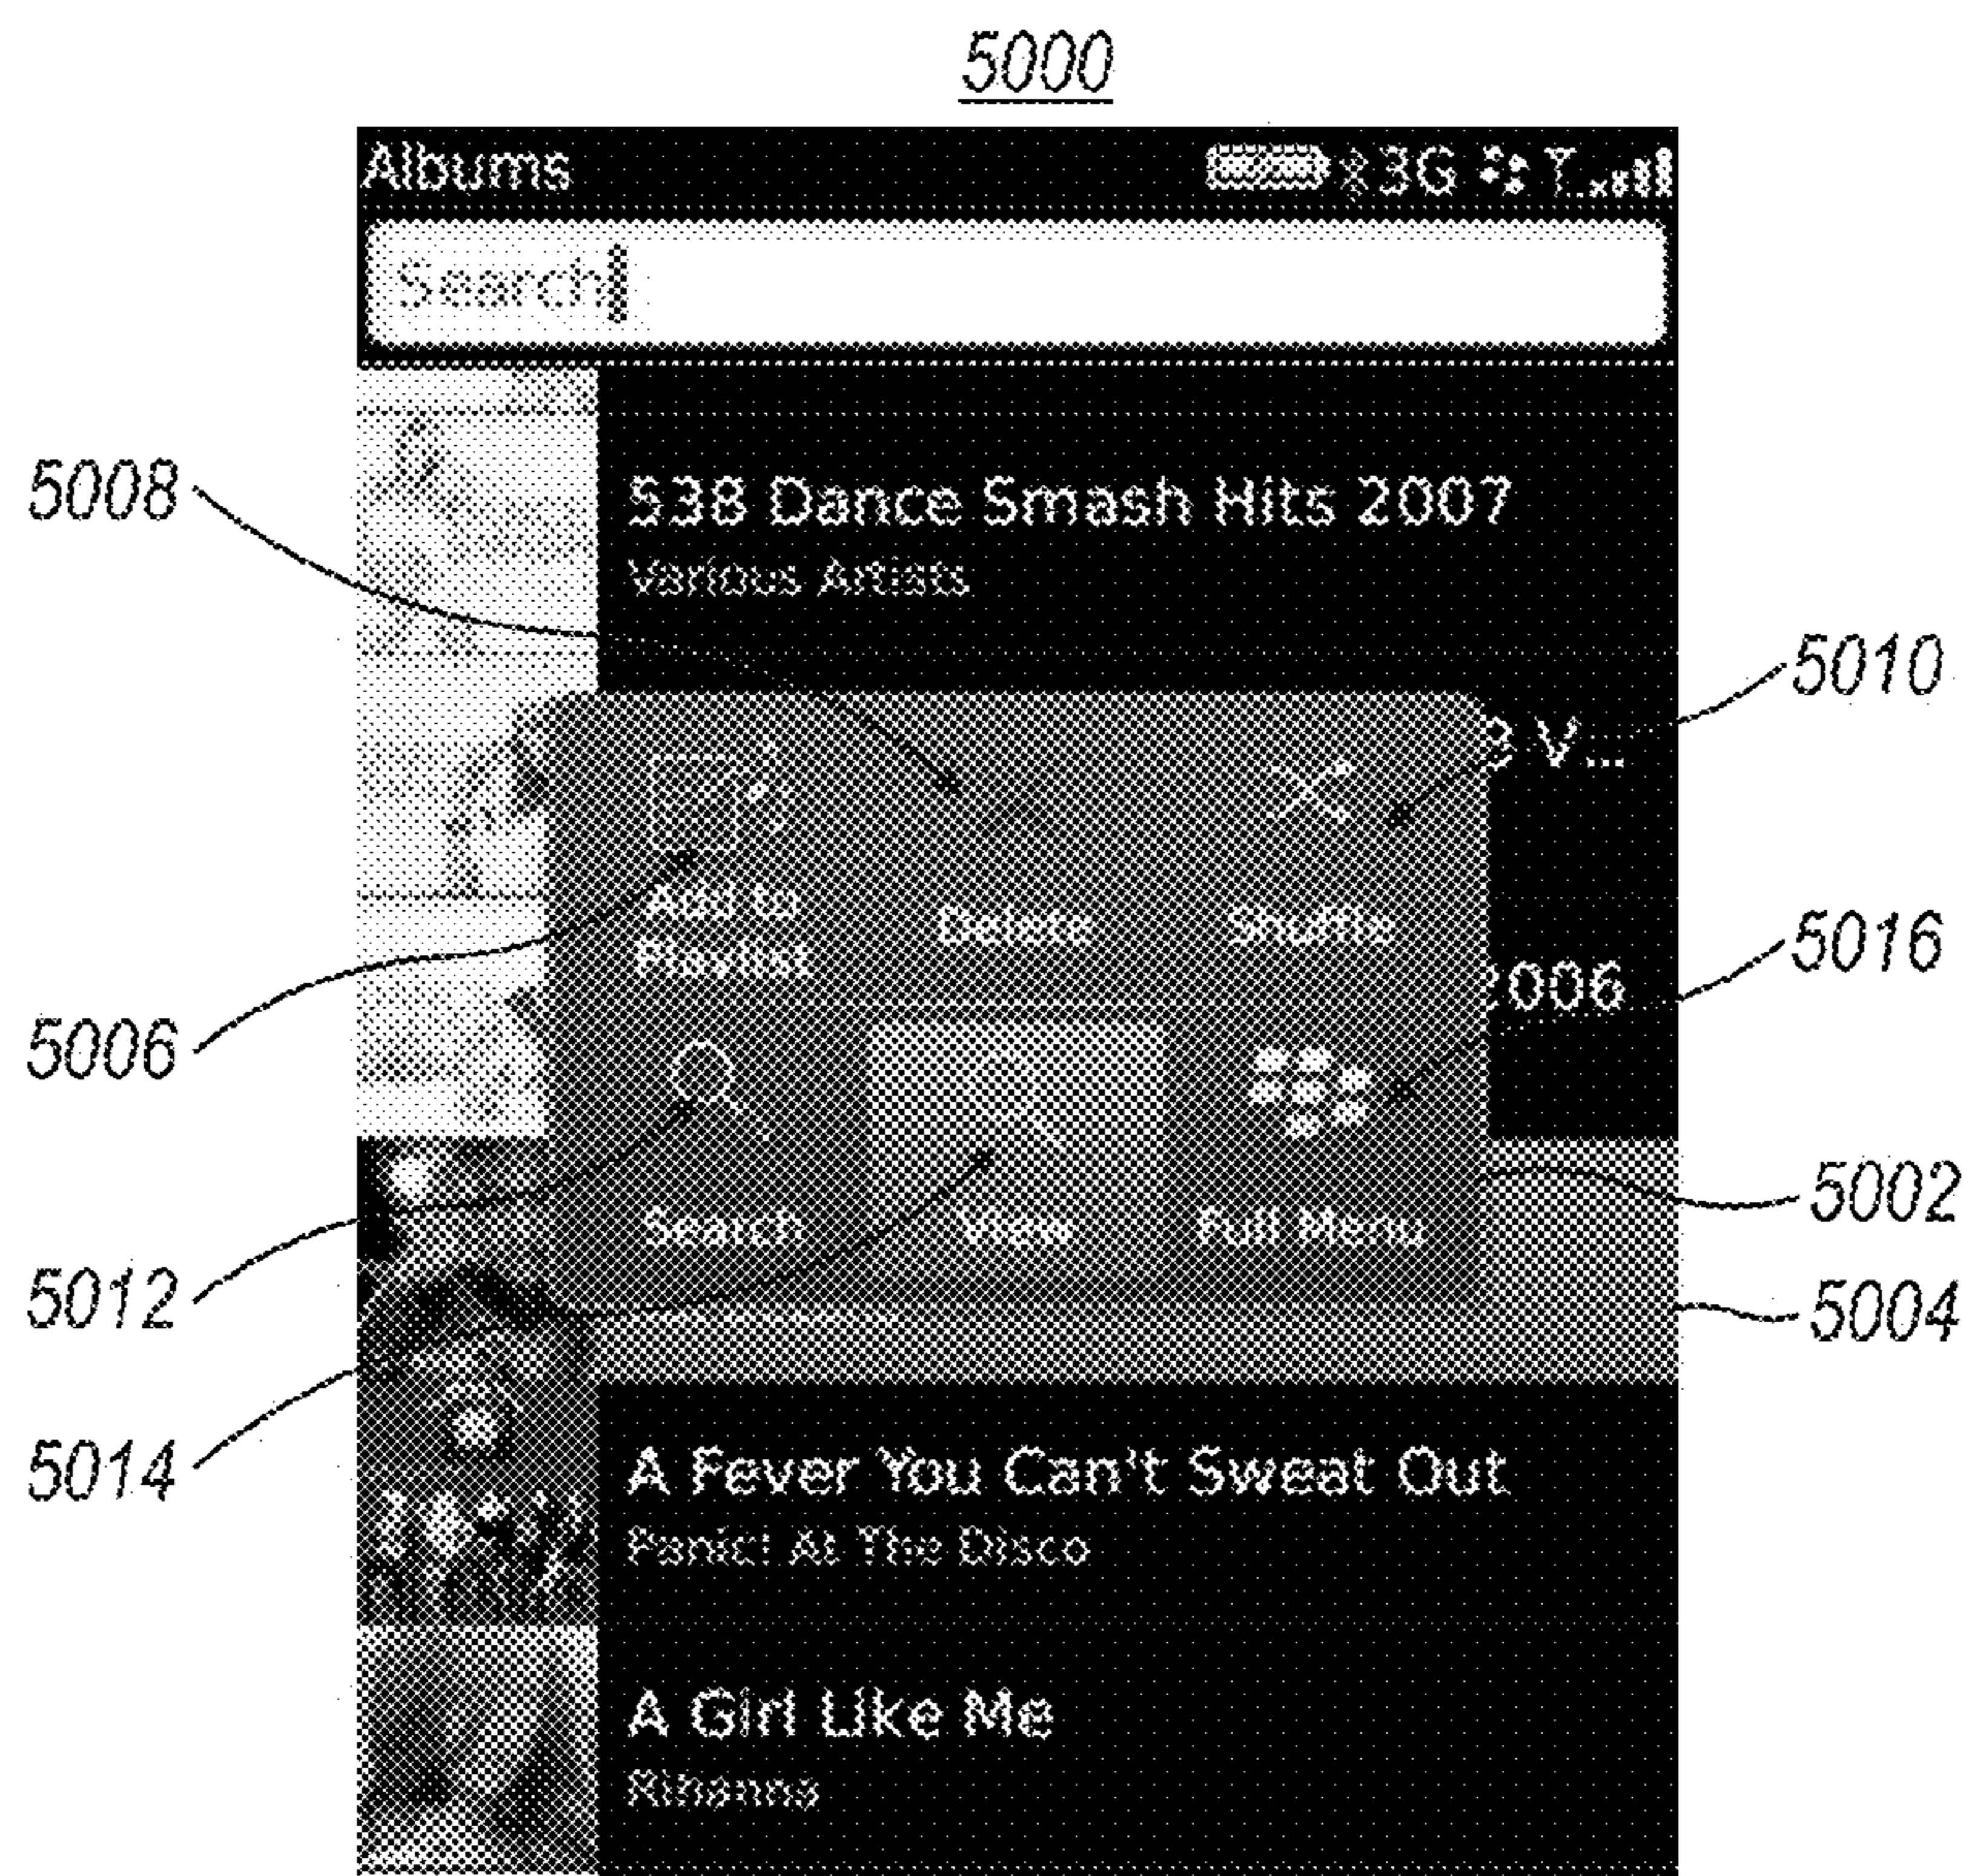 5000
Albums 3G
Search
5008
538 Dance Smash Hits 2007
Various Artists
5010
V...
Add to
Playlist
Delete
Shuffle
5016
2006
5006
Search
View
Full Menu
5002
5012
5004
5014
A Fever You Can't Sweat Out
Panic! At The Disco
A Girl Like Me
Rihanna